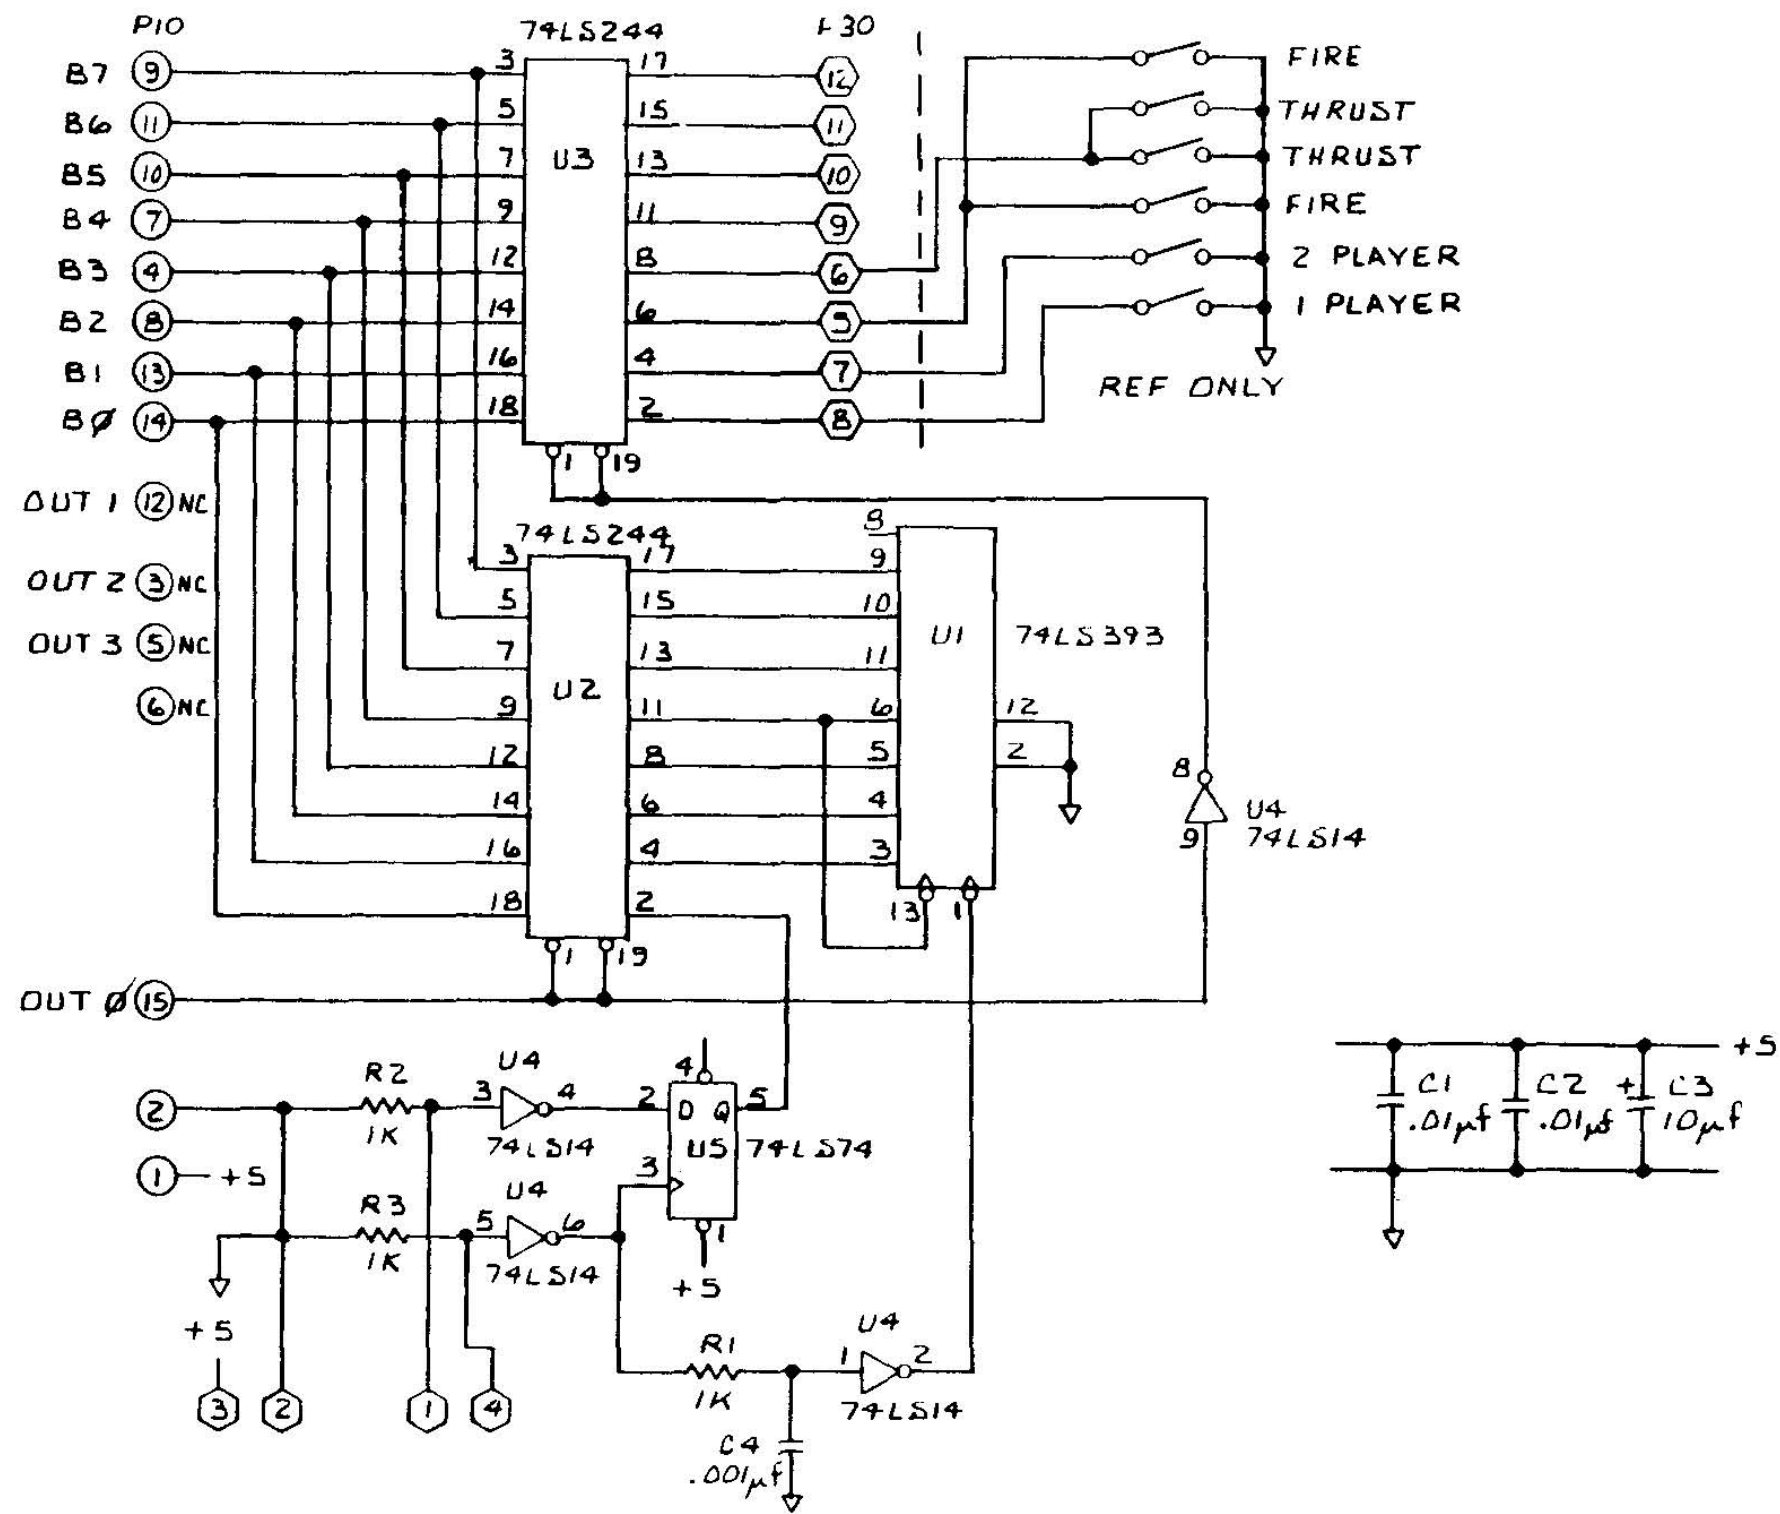 P10 74LS244 P30
B7 9 3 17 12 FIRE
B6 11 5 15 11 THRUST
B5 10 7 U3 13 10 THRUST
B4 7 9 11 9 FIRE
B3 4 12 8 6 2 PLAYER
B2 8 14 6 5 1 PLAYER
B1 13 16 4 7 REF ONLY
BØ 14 18 2 8
1 19
OUT 1 12 NC
74LS244 8
OUT 2 3 NC 3 17 9
5 15 10
OUT 3 5 NC 7 13 11 U1 74LS393
U2
6 NC 9 11 6 12
12 8 5 2
14 6 4 8 U4
16 4 3 9 74LS14
18 2 13 1
1 19
OUT Ø 15
2 R2 1K 3 U4 4 74LS14 2 D Q 5 4
U5 74LS74
1 +5 3
R3 1K 5 U4 6 74LS14 1
+5
+5
R1 1K 1 U4 2 74LS14
3 2 1 4
C4 .001µf
+5
C1 C2 + C3
.01µf .01µf 10µf